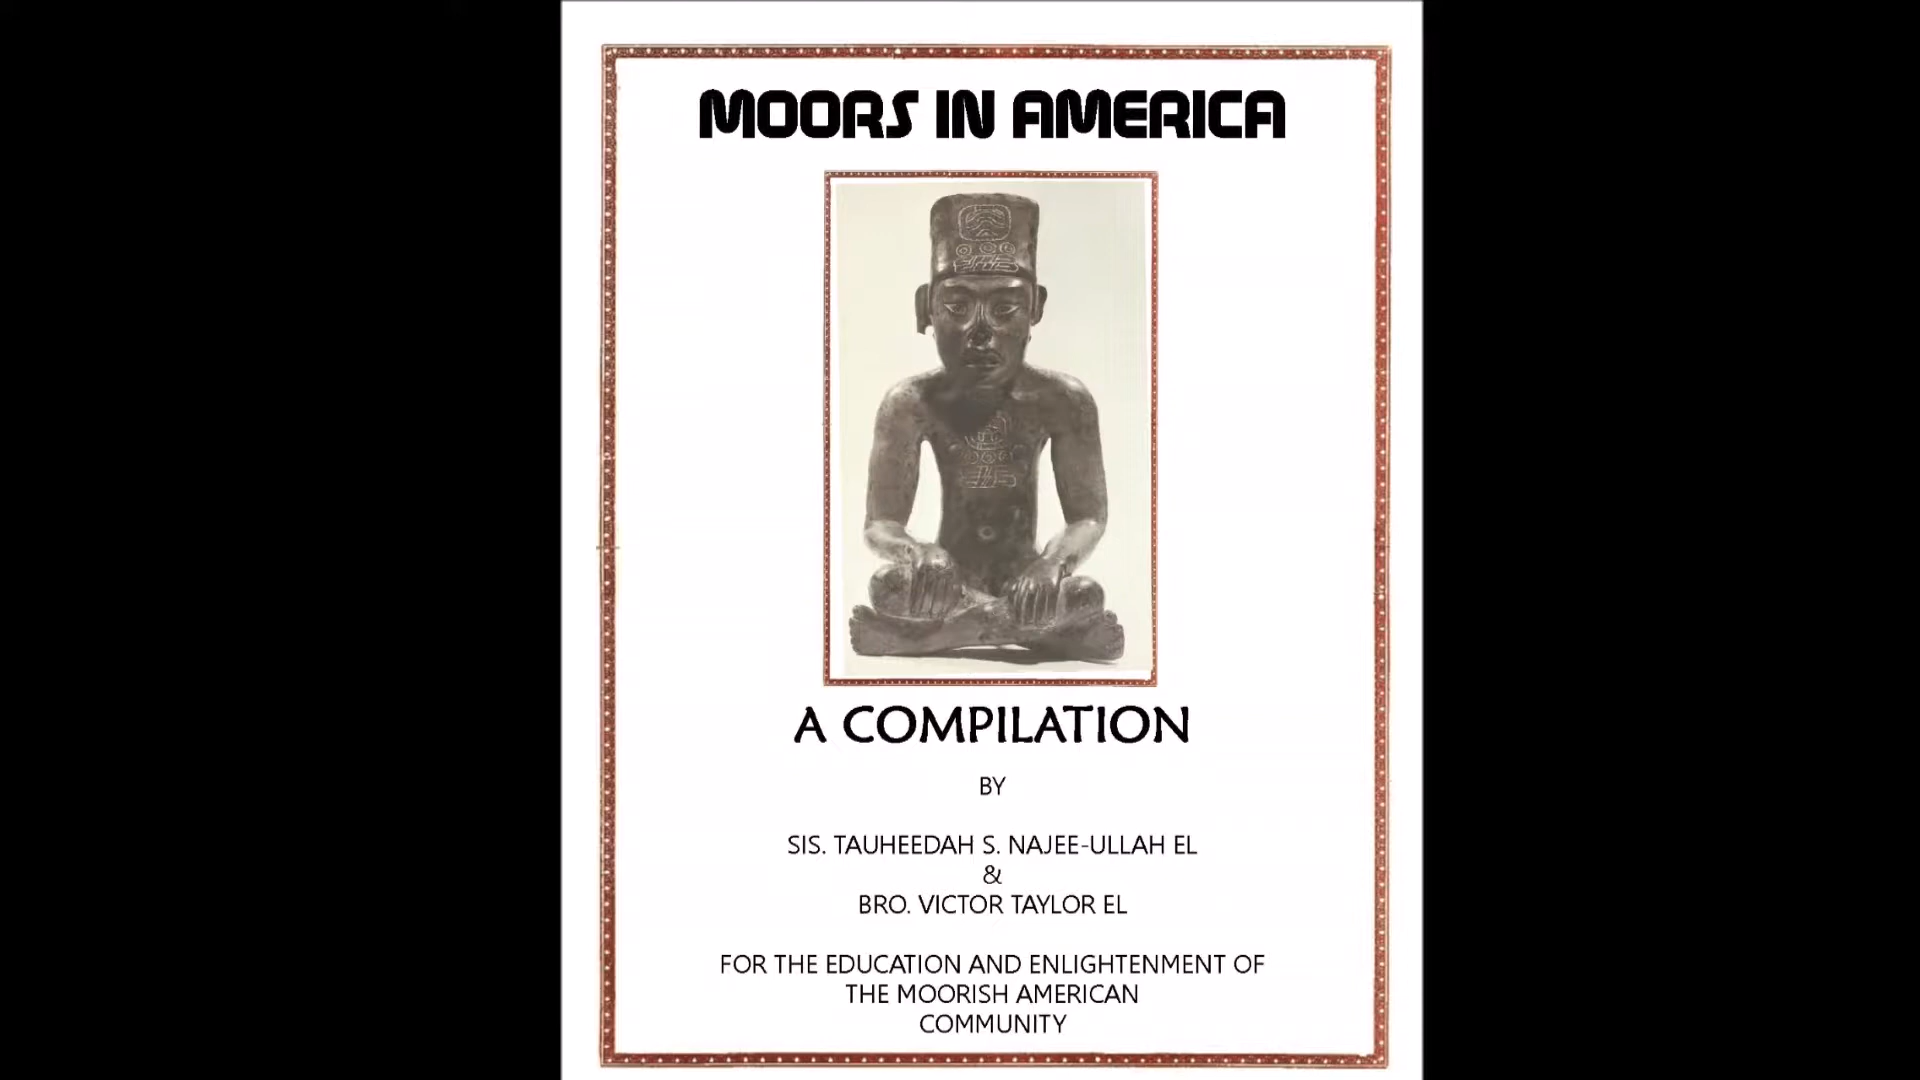 MOORS IN AMERICA
A COMPILATION
BY
SIS. TAUHEEDAH S. NAJEE-ULLAH EL
&
BRO. VICTOR TAYLOR EL
FOR THE EDUCATION AND ENLIGHTENMENT OF
THE MOORISH AMERICAN
COMMUNITY